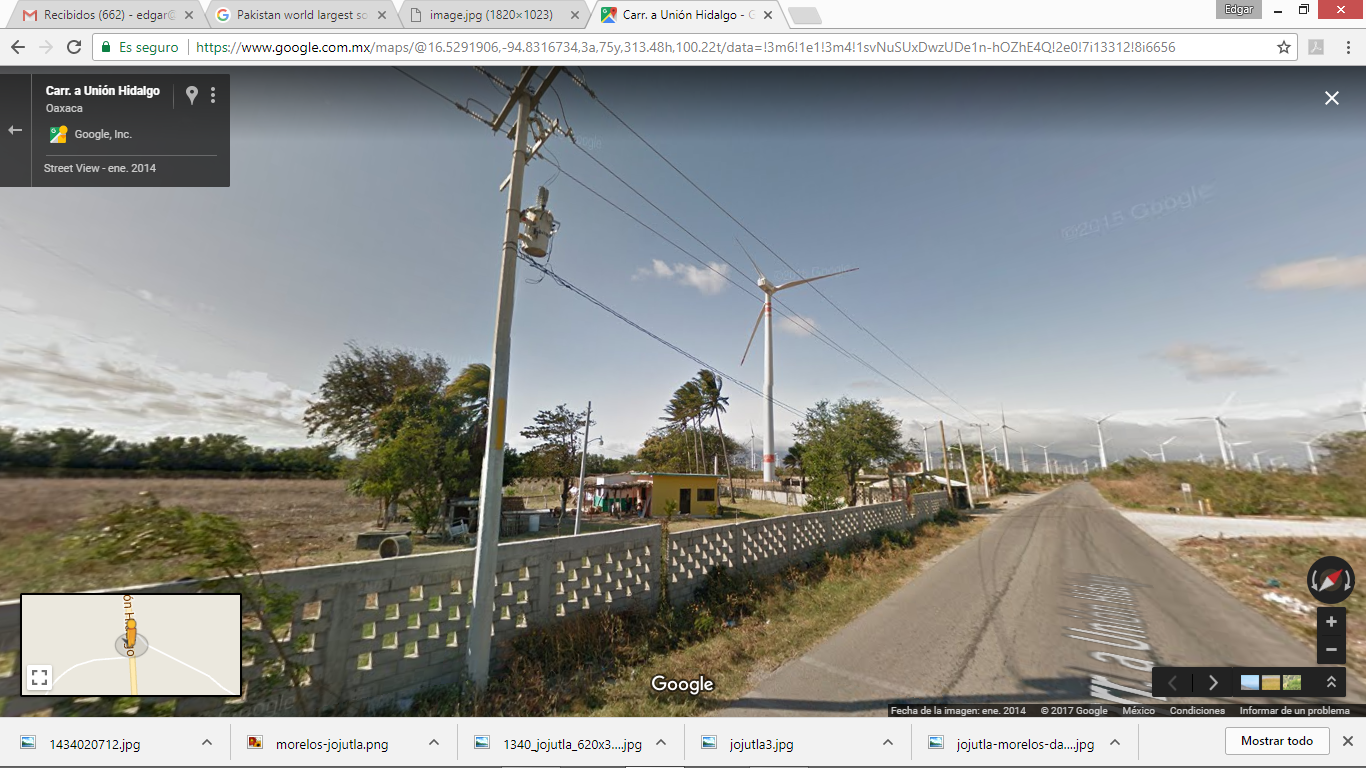 Recibidos (662) - edgar@
Pakistan world largest so
image.jpg (1820×1023)
Carr. a Unión Hidalgo - G
Edgar
Es seguro
https://www.google.com.mx/maps/@16.5291906,-94.8316734,3a,75y,313.48h,100.22t/data=!3m6!1e1!3m4!1svNuSUxDwzUDe1n-hOZhE4Q!2e0!7i13312!8i6656
Carr. a Unión Hidalgo
Oaxaca
Google, Inc.
Street View - ene. 2014
©2015 Google
Google
Fecha de la imagen: ene. 2014
© 2017 Google
México
Condiciones
Informar de un problema
1434020712.jpg
morelos-jojutla.png
1340_jojutla_620x3....jpg
jojutla3.jpg
jojutla-morelos-da....jpg
Mostrar todo